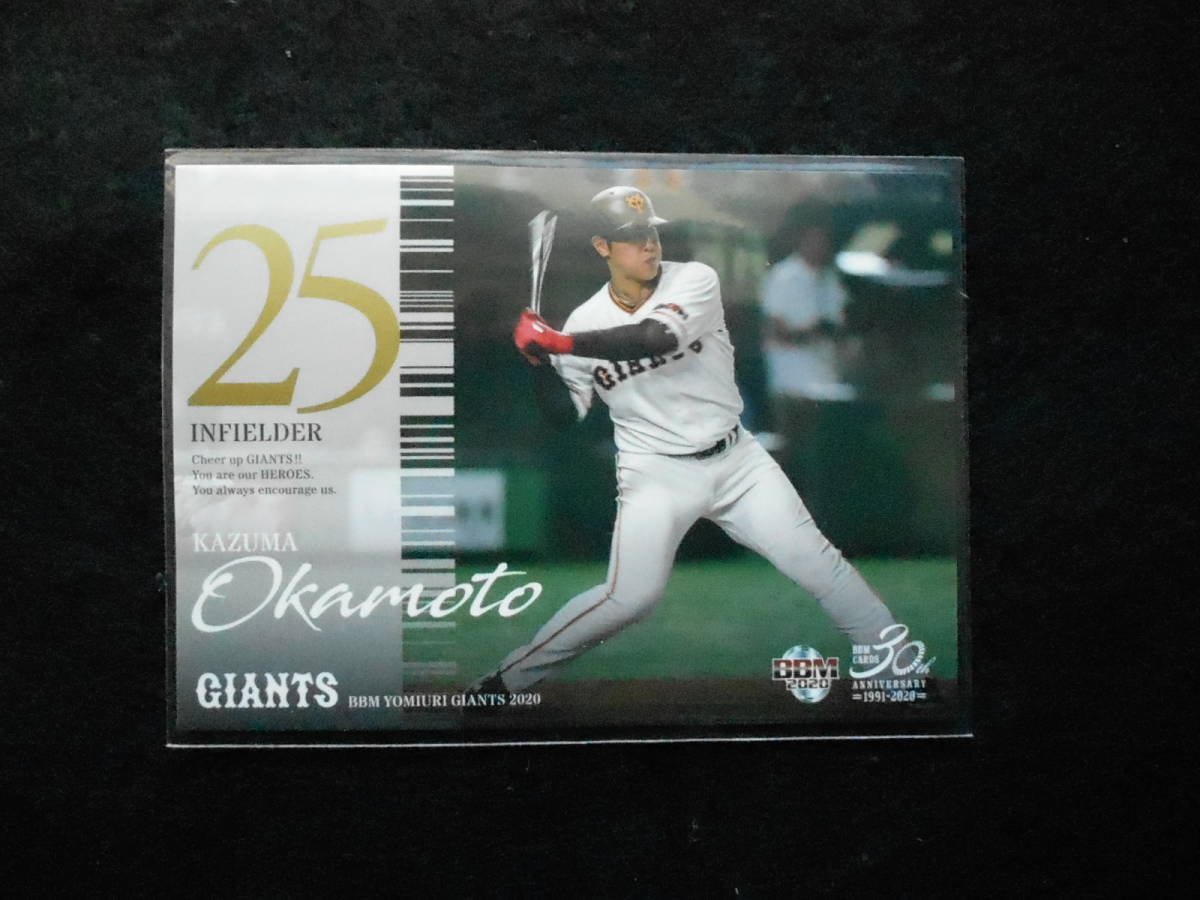 25
INFIELDER
Cheer up GIANTS!!
You are our HEROES.
You always encourage us.
KAZUMA
Okamoto
GIANTS
BBM YOMIURI GIANTS 2020
GIANTS
BBM
2020
BBM
CARDS
30th
ANNIVERSARY
1991-2020